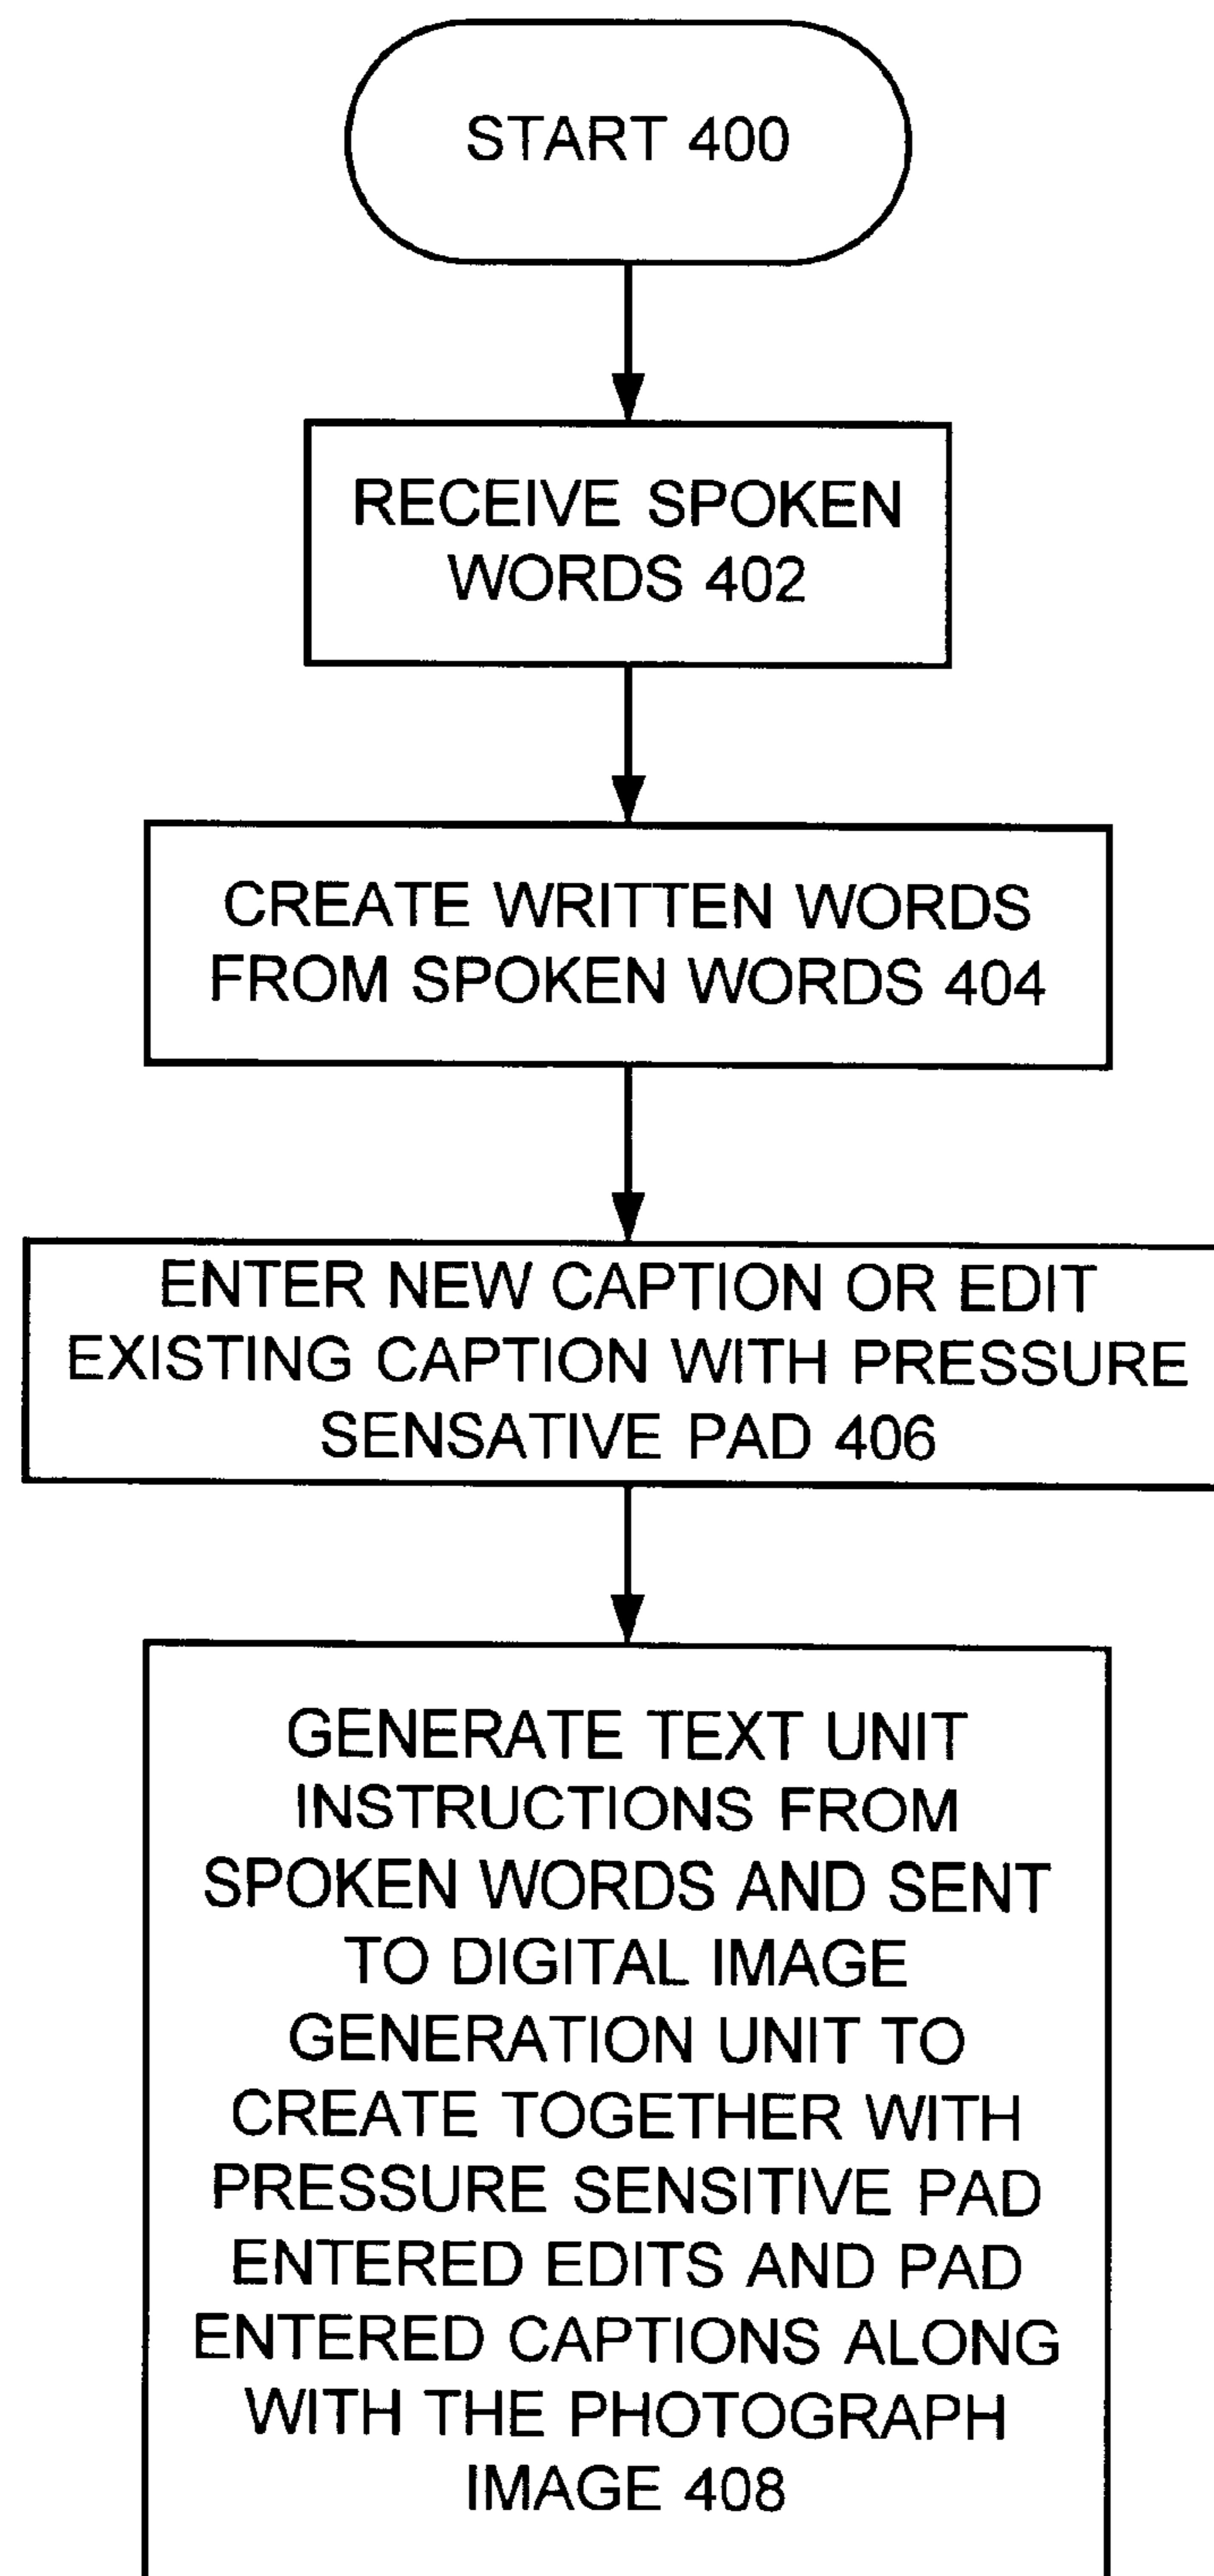 START 400
RECEIVE SPOKEN
WORDS 402
CREATE WRITTEN WORDS
FROM SPOKEN WORDS 404
ENTER NEW CAPTION OR EDIT
EXISTING CAPTION WITH PRESSURE
SENSATIVE PAD 406
GENERATE TEXT UNIT
INSTRUCTIONS FROM
SPOKEN WORDS AND SENT
TO DIGITAL IMAGE
GENERATION UNIT TO
CREATE TOGETHER WITH
PRESSURE SENSITIVE PAD
ENTERED EDITS AND PAD
ENTERED CAPTIONS ALONG
WITH THE PHOTOGRAPH
IMAGE 408